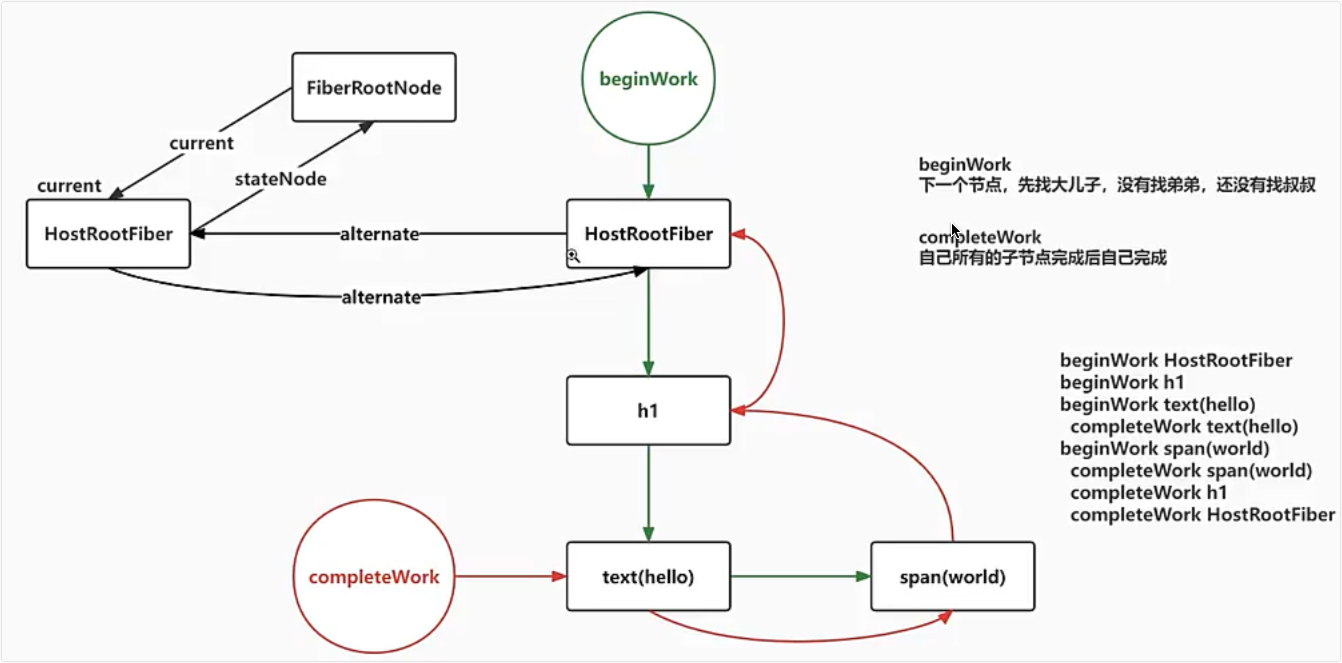 beginWork
FiberRootNode
current
stateNode
current
HostRootFiber
alternate
HostRootFiber
alternate
h1
completeWork
text(hello)
span(world)
beginWork
下一个节点，先找大儿子，没有找弟弟，还没有找叔叔
completeWork
自己所有的子节点完成后自己完成
beginWork HostRootFiber
beginWork h1
beginWork text(hello)
completeWork text(hello)
beginWork span(world)
completeWork span(world)
completeWork h1
completeWork HostRootFiber